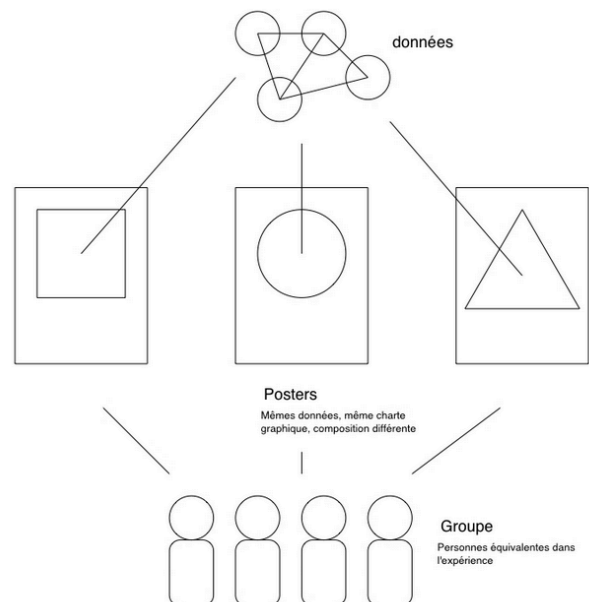 données
Posters
Mêmes données, même charte
graphique, composition différente
Groupe
Personnes équivalentes dans
l'expérience